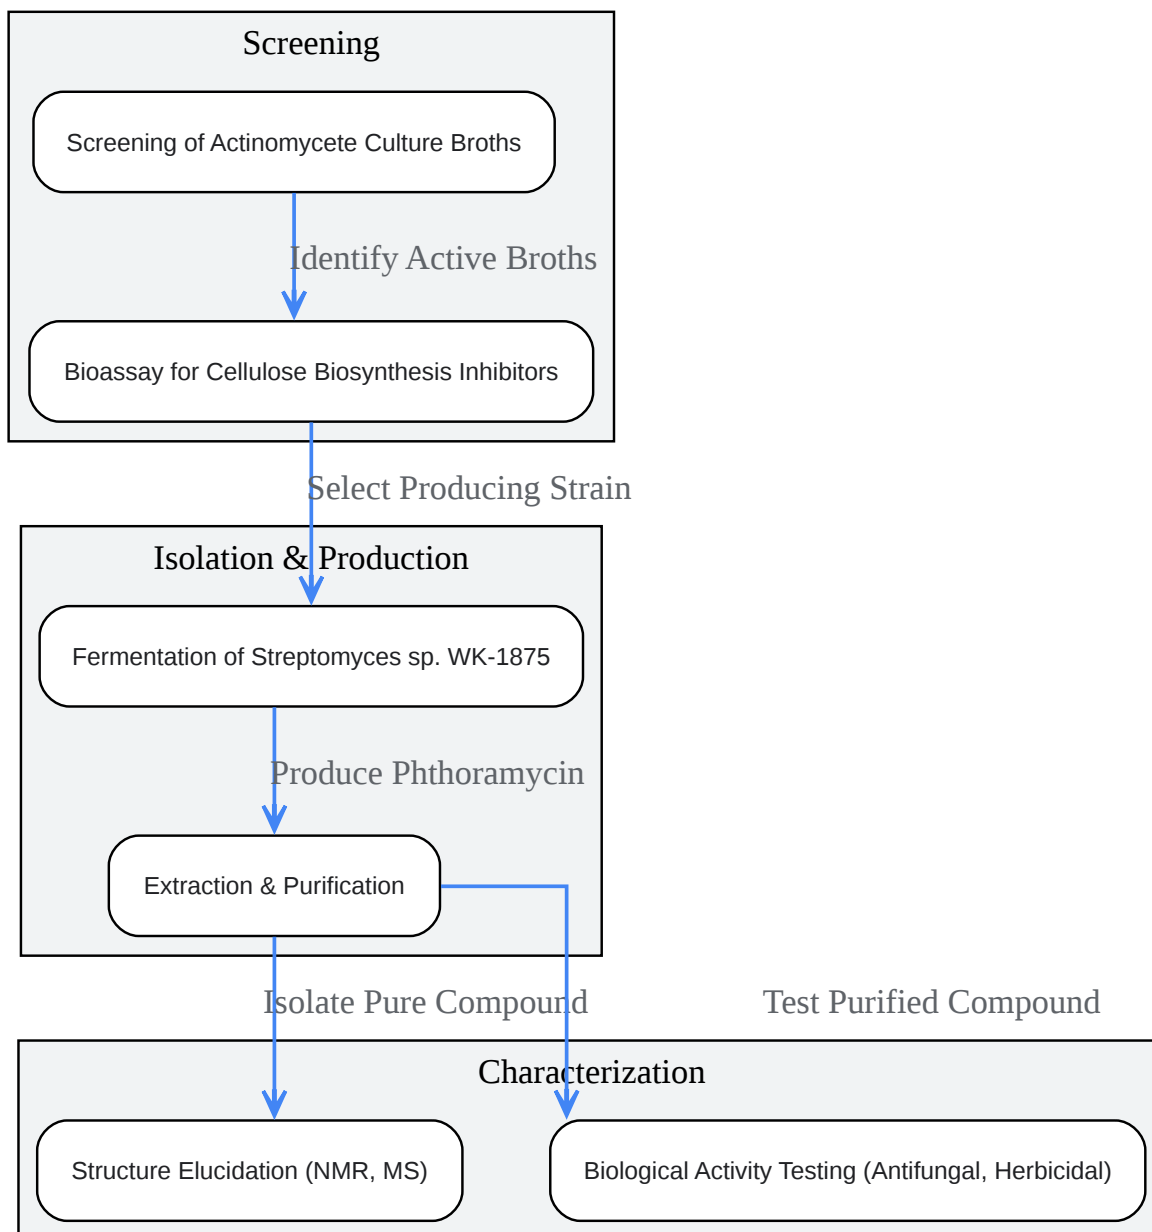 Screening
Screening of Actinomycete Culture Broths
Identify Active Broths
Bioassay for Cellulose Biosynthesis Inhibitors
Select Producing Strain
Isolation & Production
Fermentation of Streptomyces sp. WK-1875
Produce Phthoramycin
Extraction & Purification
Isolate Pure Compound
Test Purified Compound
Characterization
Structure Elucidation (NMR, MS)
Biological Activity Testing (Antifungal, Herbicidal)